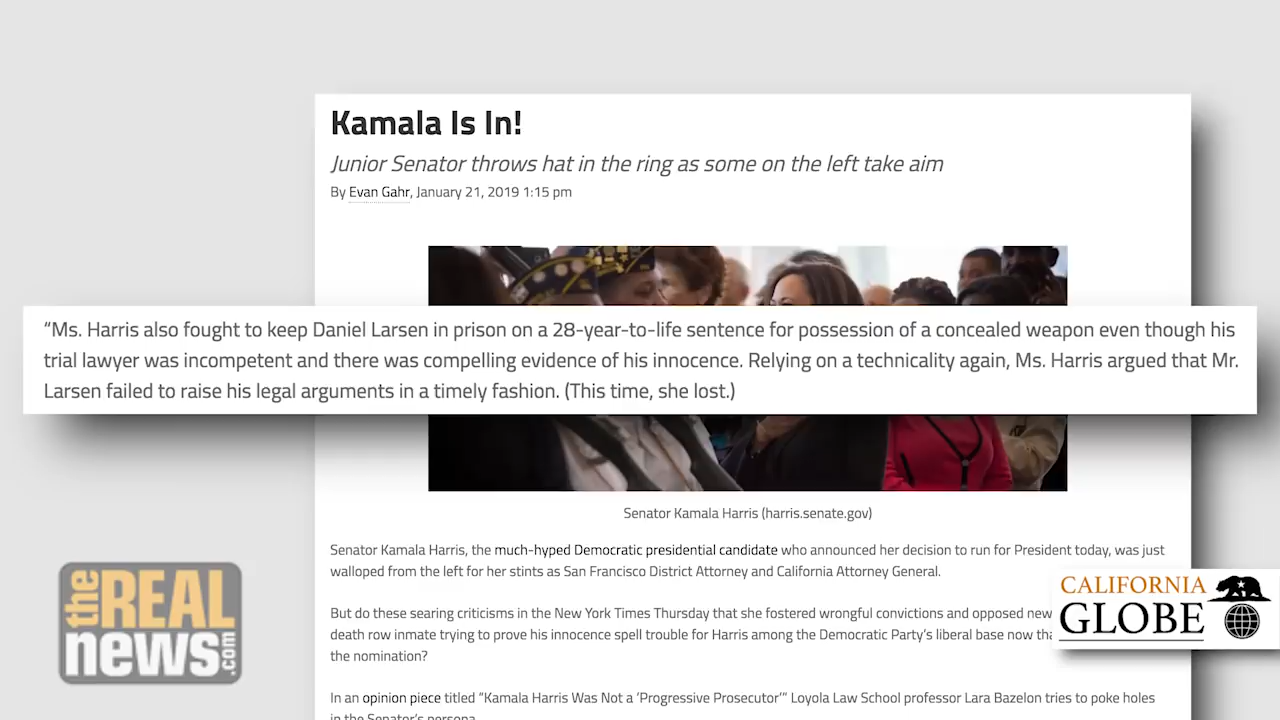 Kamala Is In!
Junior Senator throws hat in the ring as some on the left take aim
By Evan Gahr, January 21, 2019 1:15 pm
“Ms. Harris also fought to keep Daniel Larsen in prison on a 28-year-to-life sentence for possession of a concealed weapon even though his
trial lawyer was incompetent and there was compelling evidence of his innocence. Relying on a technicality again, Ms. Harris argued that Mr.
Larsen failed to raise his legal arguments in a timely fashion. (This time, she lost.)
Senator Kamala Harris (harris.senate.gov)
Senator Kamala Harris, the much-hyped Democratic presidential candidate who announced her decision to run for President today, was just
walloped from the left for her stints as San Francisco District Attorney and California Attorney General.
But do these searing criticisms in the New York Times Thursday that she fostered wrongful convictions and opposed new
death row inmate trying to prove his innocence spell trouble for Harris among the Democratic Party’s liberal base now
the nomination?
In an opinion piece titled “Kamala Harris Was Not a ‘Progressive Prosecutor’” Loyola Law School professor Lara Bazelon tries to poke holes
in the Senator’s persona.
the REAL
news.com
CALIFORNIA
GLOBE